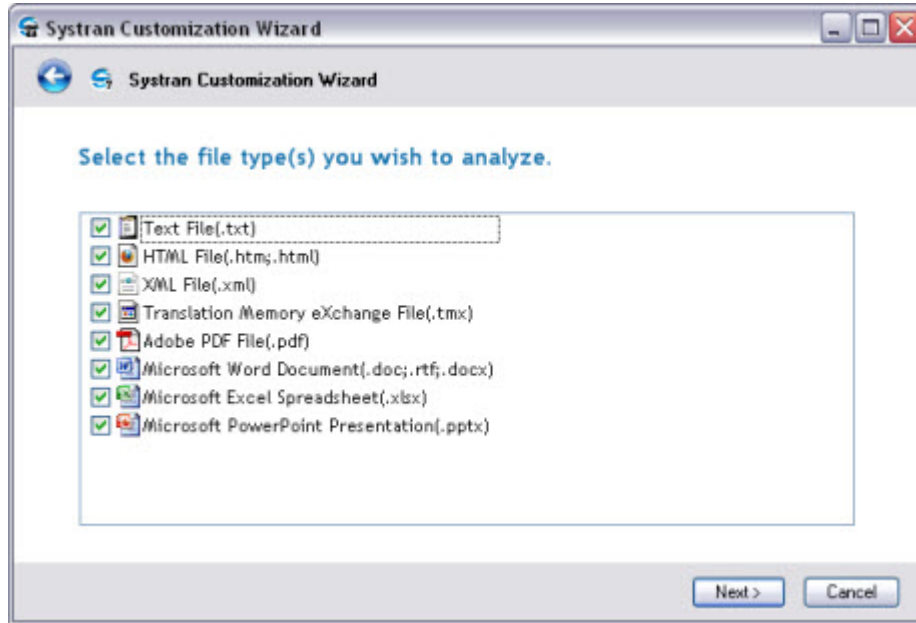 Systran Customization Wizard
Systran Customization Wizard
Select the file type(s) you wish to analyze.
Text File(.txt)
HTML File(.htm;.html)
XML File(.xml)
Translation Memory eXchange File(.tmx)
Adobe PDF File(.pdf)
Microsoft Word Document(.doc;.rtf;.docx)
Microsoft Excel Spreadsheet(.xlsx)
Microsoft PowerPoint Presentation(.pptx)
Next > Cancel